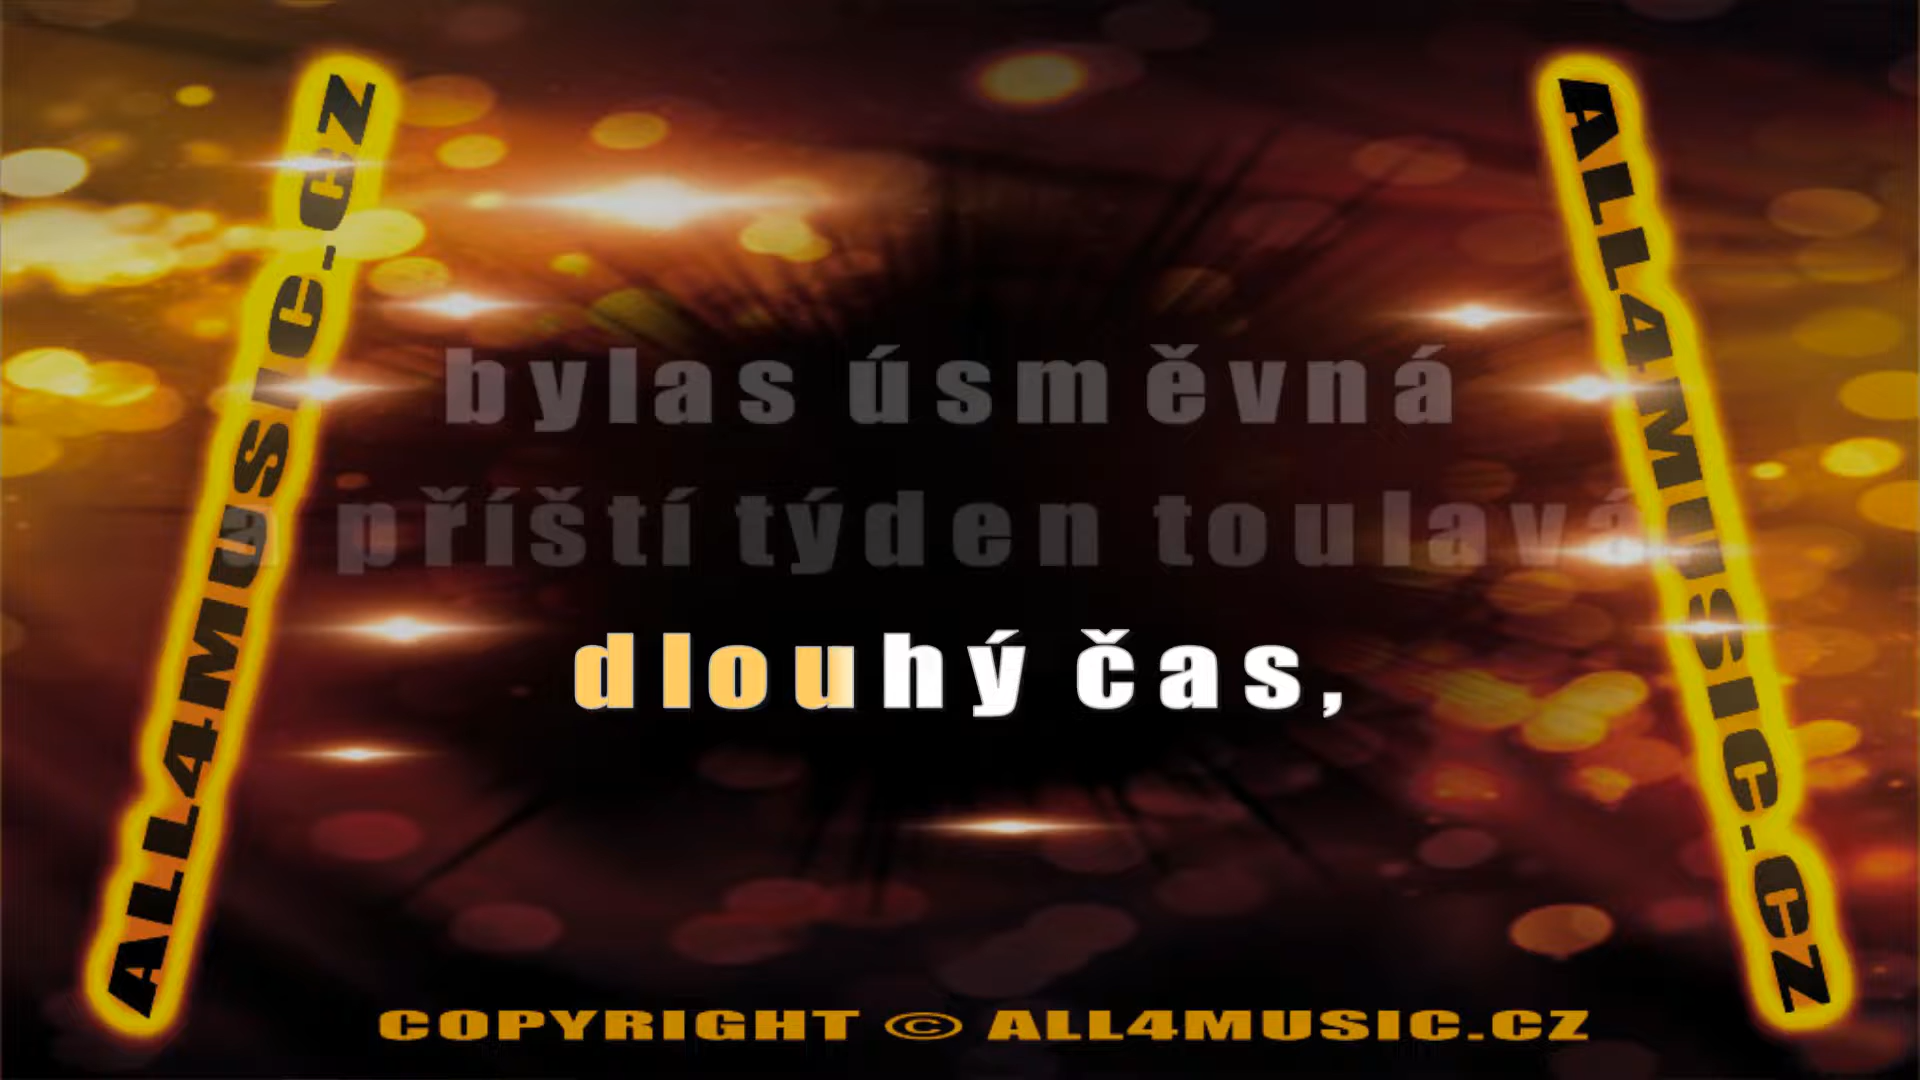 ALL4MUSIC.CZ
ALL4MUSIC.CZ
bylas úsměvná
a příští týden toulavá
dlouhý čas,
COPYRIGHT © ALL4MUSIC.CZ